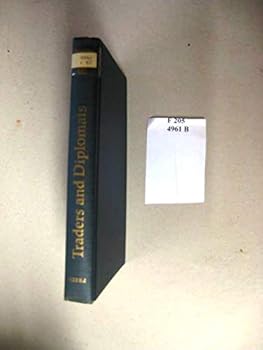 Traders and Diplomats
F 205
4961 B